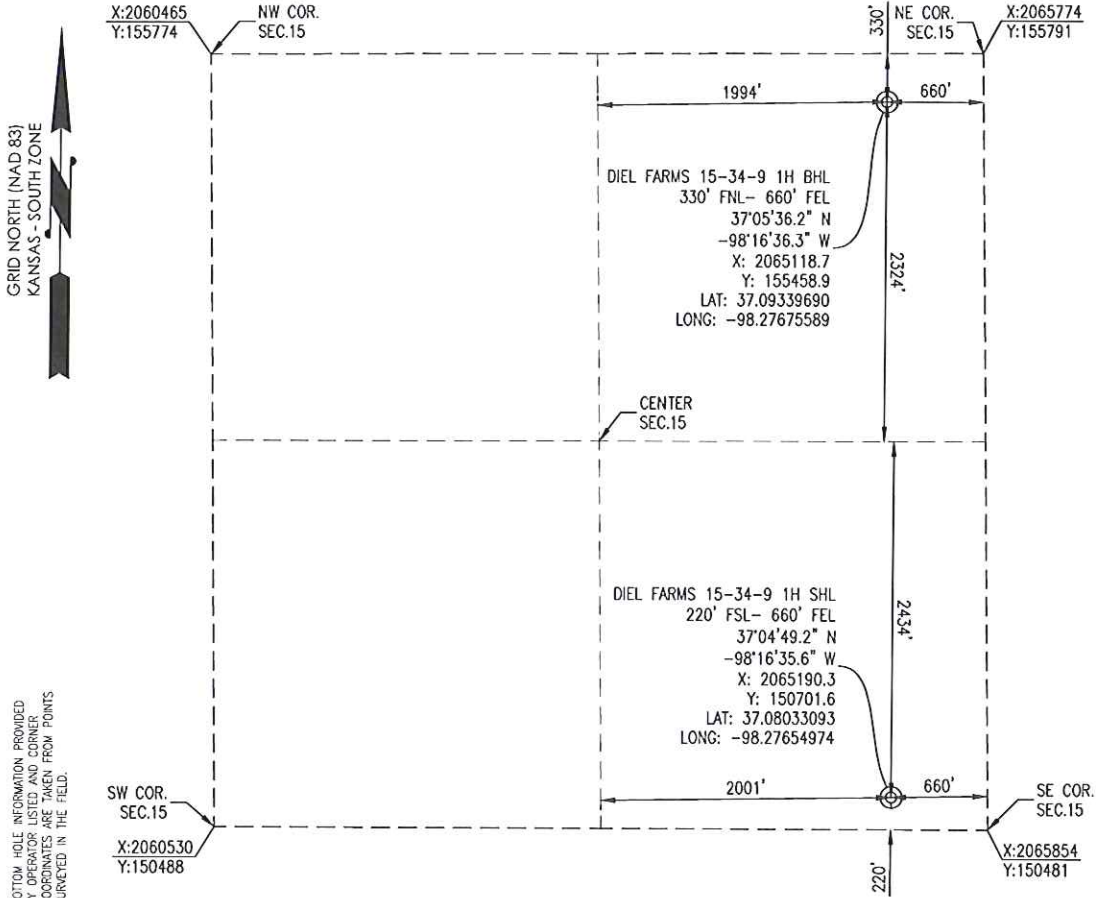 X:2060465
Y:155774
NW COR.
SEC.15
330'
NE COR.
SEC.15
X:2065774
Y:155791
GRID NORTH (NAD 83)
KANSAS - SOUTH ZONE
1994'
660'
DIEL FARMS 15-34-9 1H BHL
330' FNL- 660' FEL
37°05'36.2" N
-98°16'36.3" W
X: 2065118.7
Y: 155458.9
LAT: 37.09339690
LONG: -98.27675589
2324'
CENTER
SEC.15
DIEL FARMS 15-34-9 1H SHL
220' FSL- 660' FEL
37°04'49.2" N
-98°16'35.6" W
X: 2065190.3
Y: 150701.6
LAT: 37.08033093
LONG: -98.27654974
2434'
OTTOM HOLE INFORMATION PROVIDED
Y OPERATOR LISTED AND CORNER
OORDINATES ARE TAKEN FROM POINTS
URVEYED IN THE FIELD.
SW COR.
SEC.15
X:2060530
Y:150488
2001'
660'
SE COR.
SEC.15
X:2065854
Y:150481
220'